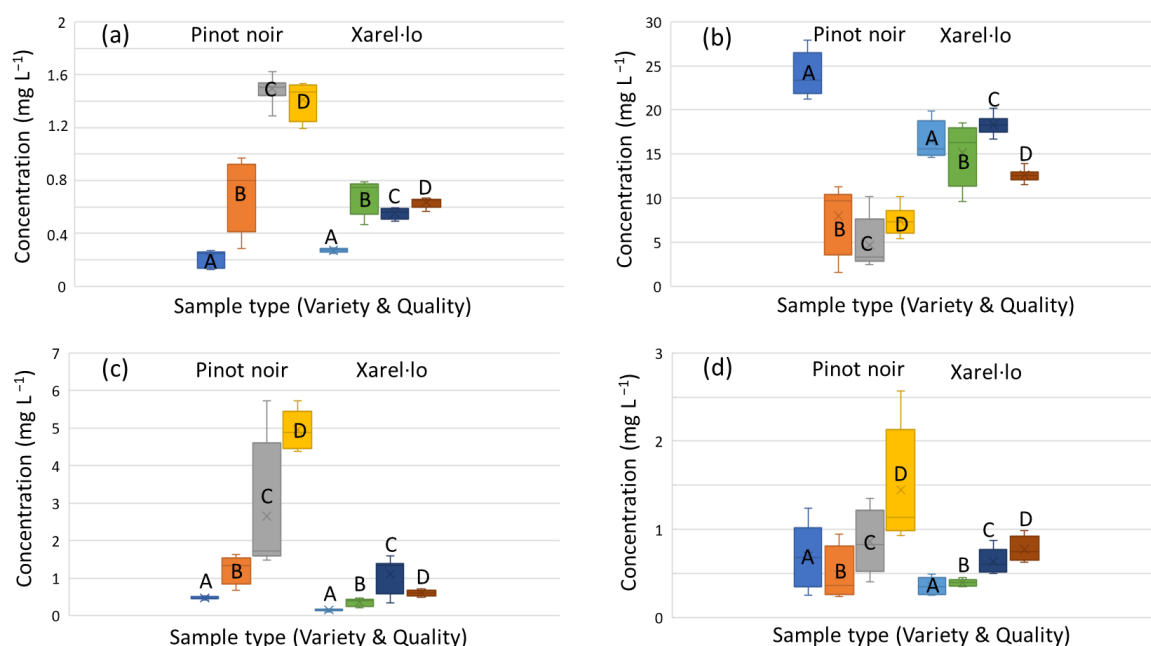 (a) Pinot noir Xarel·lo
Concentration (mg L⁻¹)
2
1.6
1.2
0.8
0.4
0
A
B
C
D
A
B
C
D
Sample type (Variety & Quality)
(b) Pinot noir Xarel·lo
Concentration (mg L⁻¹)
30
25
20
15
10
5
0
A
B
C
D
A
B
C
D
Sample type (Variety & Quality)
(c) Pinot noir Xarel·lo
Concentration (mg L⁻¹)
7
6
5
4
3
2
1
0
A
B
C
D
A
B
C
D
Sample type (Variety & Quality)
(d) Pinot noir Xarel·lo
Concentration (mg L⁻¹)
3
2
1
0
A
B
C
D
A
B
C
D
Sample type (Variety & Quality)